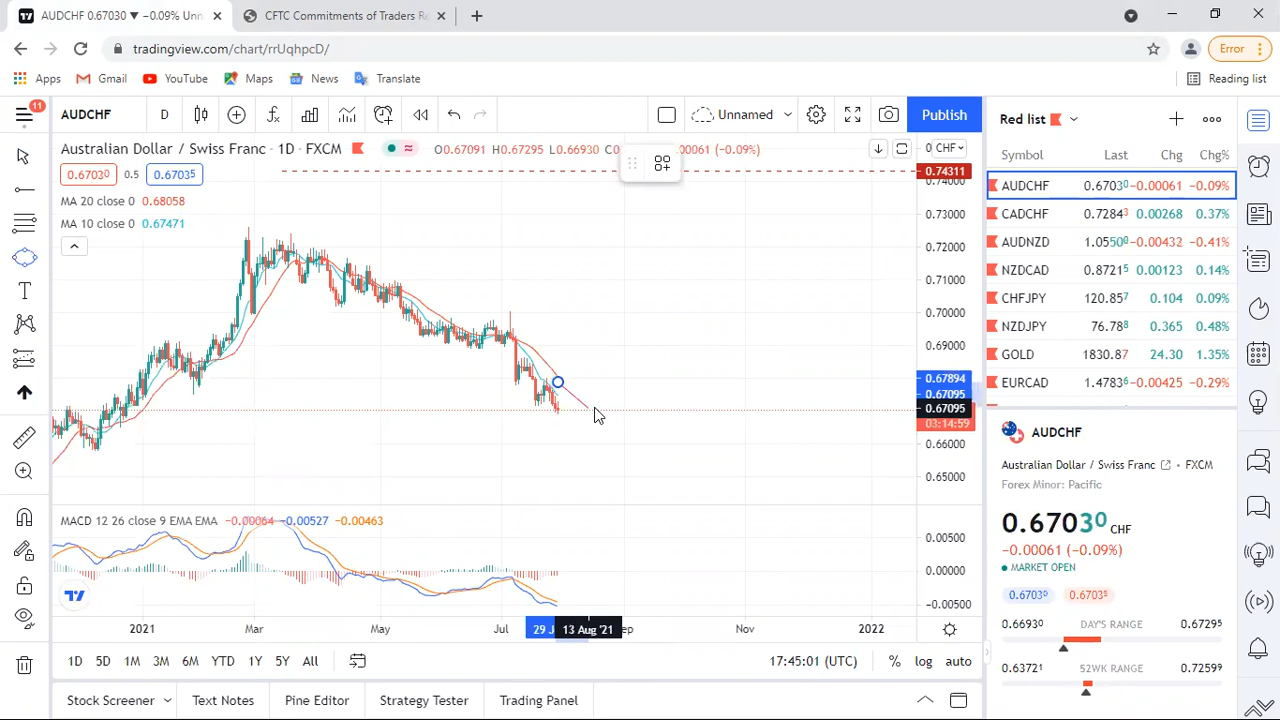 AUDCHF 0.67030 ▼ −0.09% Unn
CFTC Commitments of Traders Re
tradingview.com/chart/rrUqhpcD/
Error
Apps
Gmail
YouTube
Maps
News
Translate
Reading list
11
AUDCHF
D
Unnamed
Publish
Red list
Australian Dollar / Swiss Franc · 1D · FXCM
O0.67091 H0.67295 L0.66930
00061 (−0.09%)
CHF
0.67030
0.5
0.67035
MA 20 close 0 0.68058
MA 10 close 0 0.67471
0.74311
0.74000
0.73000
0.72000
0.71000
0.70000
0.69000
0.67894
0.67095
0.67095
03:14:59
0.66000
0.65000
MACD 12 26 close 9 EMA EMA −0.00064 −0.00527 −0.00463
0.00500
0.00000
−0.00500
2021
Mar
May
Jul
29 J
13 Aug '21
ep
Nov
2022
1D
5D
1M
3M
6M
YTD
1Y
5Y
All
17:45:01 (UTC)
%
log
auto
Stock Screener
Text Notes
Pine Editor
Strategy Tester
Trading Panel
Symbol Last Chg Chg%
AUDCHF 0.67030 −0.00061 −0.09%
CADCHF 0.72843 0.00268 0.37%
AUDNZD 1.05500 −0.00432 −0.41%
NZDCAD 0.87215 0.00123 0.14%
CHFJPY 120.857 0.104 0.09%
NZDJPY 76.788 0.365 0.48%
GOLD 1830.87 24.30 1.35%
EURCAD 1.47836 −0.00425 −0.29%
AUDCHF
Australian Dollar / Swiss Franc · FXCM
Forex Minor: Pacific
0.67030 CHF
−0.00061 (−0.09%)
MARKET OPEN
0.67030
0.67035
0.66930 DAY'S RANGE 0.67295
0.63721 52WK RANGE 0.72599